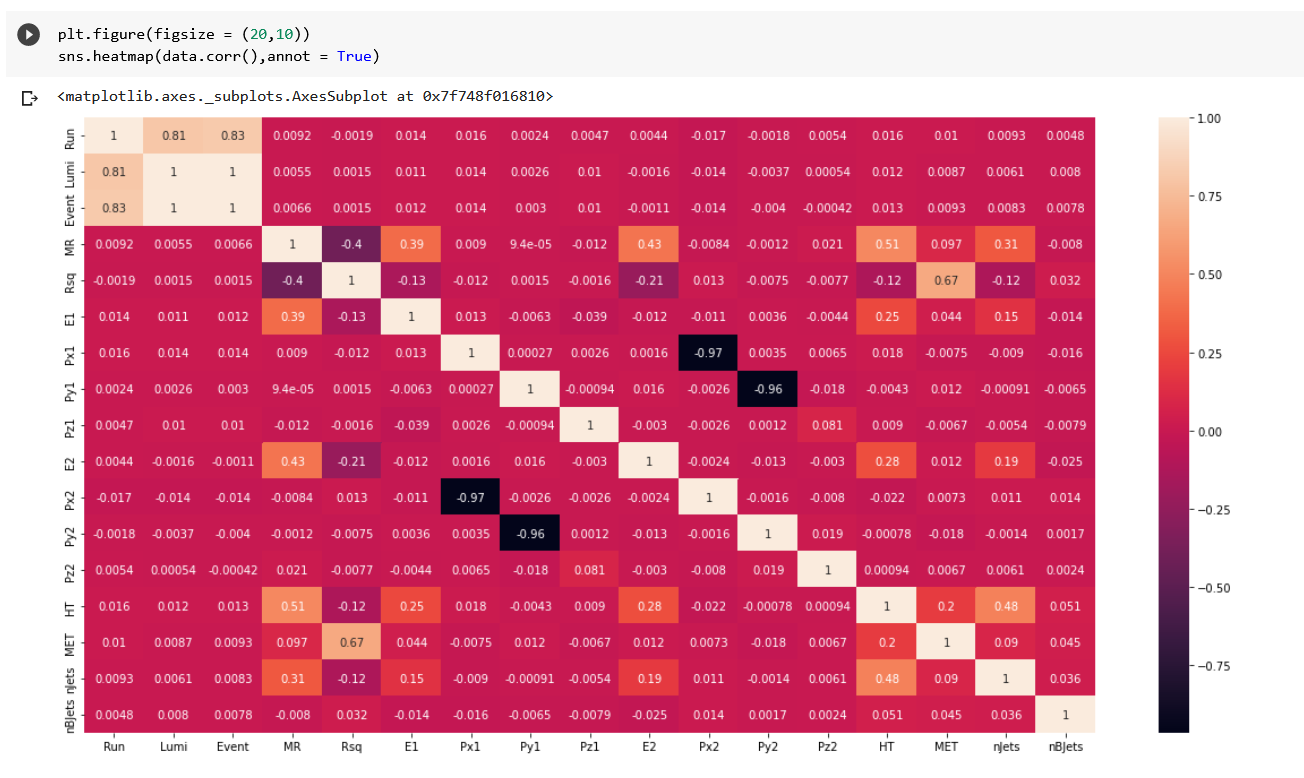 plt.figure(figsize = (20,10))
sns.heatmap(data.corr(),annot = True)
<matplotlib.axes._subplots.AxesSubplot at 0x7f748f016810>
Run 1 0.81 0.83 0.0092 -0.0019 0.014 0.016 0.0024 0.0047 0.0044 -0.017 -0.0018 0.0054 0.016 0.01 0.0093 0.0048
Lumi 0.81 1 1 0.0055 0.0015 0.011 0.014 0.0026 0.01 -0.0016 -0.014 -0.0037 0.00054 0.012 0.0087 0.0061 0.008
Event 0.83 1 1 0.0066 0.0015 0.012 0.014 0.003 0.01 -0.0011 -0.014 -0.004 -0.00042 0.013 0.0093 0.0083 0.0078
MR 0.0092 0.0055 0.0066 1 -0.4 0.39 0.009 9.4e-05 -0.012 0.43 -0.0084 -0.0012 0.021 0.51 0.097 0.31 -0.008
Rsq -0.0019 0.0015 0.0015 -0.4 1 -0.13 -0.012 0.0015 -0.0016 -0.21 0.013 -0.0075 -0.0077 -0.12 0.67 -0.12 0.032
E1 0.014 0.011 0.012 0.39 -0.13 1 0.013 -0.0063 -0.039 -0.012 -0.011 0.0036 -0.0044 0.25 0.044 0.15 -0.014
Px1 0.016 0.014 0.014 0.009 -0.012 0.013 1 0.00027 0.0026 0.0016 -0.97 0.0035 0.0065 0.018 -0.0075 -0.009 -0.016
Py1 0.0024 0.0026 0.003 9.4e-05 0.0015 -0.0063 0.00027 1 -0.00094 0.016 -0.0026 -0.96 -0.018 -0.0043 0.012 -0.00091 -0.0065
Pz1 0.0047 0.01 0.01 -0.012 -0.0016 -0.039 0.0026 -0.00094 1 -0.003 -0.0026 0.0012 0.081 0.009 -0.0067 -0.0054 -0.0079
E2 0.0044 -0.0016 -0.0011 0.43 -0.21 -0.012 0.0016 0.016 -0.003 1 -0.0024 -0.013 -0.003 0.28 0.012 0.19 -0.025
Px2 -0.017 -0.014 -0.014 -0.0084 0.013 -0.011 -0.97 -0.0026 -0.0026 -0.0024 1 -0.0016 -0.008 -0.022 0.0073 0.011 0.014
Py2 -0.0018 -0.0037 -0.004 -0.0012 -0.0075 0.0036 0.0035 -0.96 0.0012 -0.013 -0.0016 1 0.019 -0.00078 -0.018 -0.0014 0.0017
Pz2 0.0054 0.00054 -0.00042 0.021 -0.0077 -0.0044 0.0065 -0.018 0.081 -0.003 -0.008 0.019 1 0.00094 0.0067 0.0061 0.0024
HT 0.016 0.012 0.013 0.51 -0.12 0.25 0.018 -0.0043 0.009 0.28 -0.022 -0.00078 0.00094 1 0.2 0.48 0.051
MET 0.01 0.0087 0.0093 0.097 0.67 0.044 -0.0075 0.012 -0.0067 0.012 0.0073 -0.018 0.0067 0.2 1 0.09 0.045
nJets 0.0093 0.0061 0.0083 0.31 -0.12 0.15 -0.009 -0.00091 -0.0054 0.19 0.011 -0.0014 0.0061 0.48 0.09 1 0.036
nBJets 0.0048 0.008 0.0078 -0.008 0.032 -0.014 -0.016 -0.0065 -0.0079 -0.025 0.014 0.0017 0.0024 0.051 0.045 0.036 1
Run Lumi Event MR Rsq E1 Px1 Py1 Pz1 E2 Px2 Py2 Pz2 HT MET nJets nBJets
1.00
0.75
0.50
0.25
0.00
−0.25
−0.50
−0.75